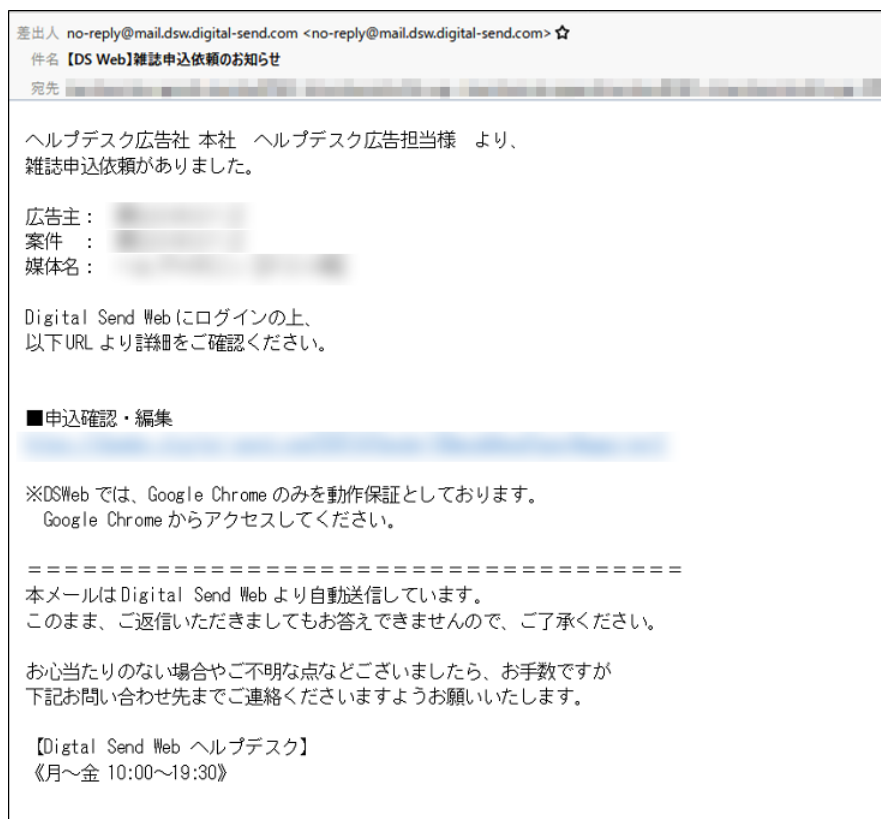 差出人 no-reply@mail.dsw.digital-send.com <no-reply@mail.dsw.digital-send.com>
件名 【DS Web】雑誌申込依頼のお知らせ
宛先
ヘルプデスク広告社 本社　ヘルプデスク広告担当様　より、
雑誌申込依頼がありました。
広告主：
案件　：
媒体名：
Digital Send Webにログインの上、
以下URLより詳細をご確認ください。
■申込確認・編集
※DSWebでは、Google Chromeのみを動作保証としております。
Google Chromeからアクセスしてください。
＝＝＝＝＝＝＝＝＝＝＝＝＝＝＝＝＝＝＝＝＝＝＝＝＝＝＝＝＝＝＝＝＝＝＝＝
本メールはDigital Send Webより自動送信しています。
このまま、ご返信いただきましてもお答えできませんので、ご了承ください。
お心当たりのない場合やご不明な点などございましたら、お手数ですが
下記お問い合わせ先までご連絡くださいますようお願いいたします。
【Digtal Send Web ヘルプデスク】
《月～金 10:00～19:30》